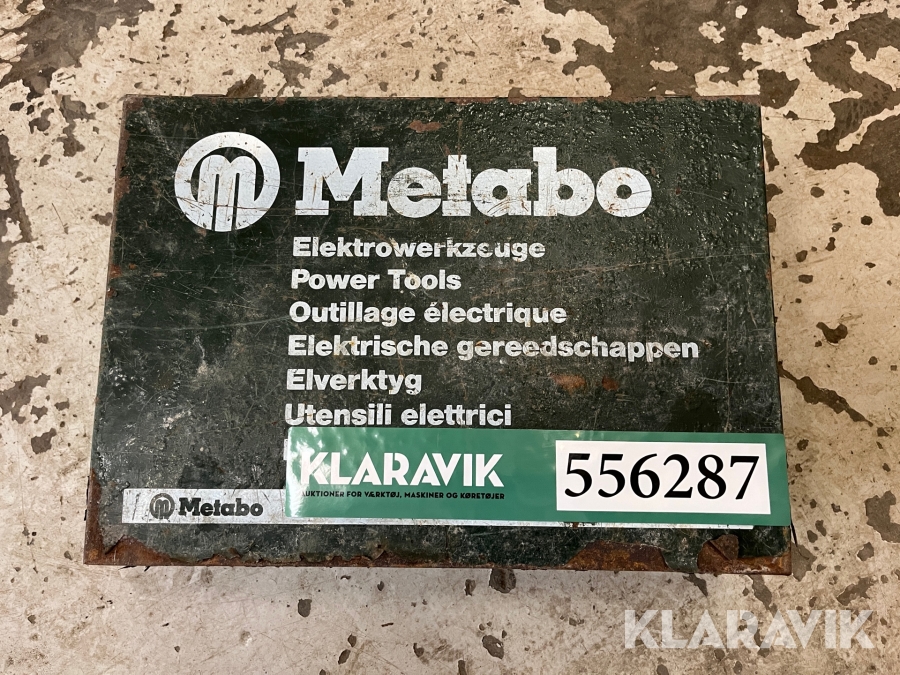 m Metabo
Elektrowerkzeuge
Power Tools
Outillage électrique
Elektrische gereedschappen
Elverktyg
Utensili elettrici
KLARAVIK
AUKTIONER FOR VÆRKTØJ, MASKINER OG KØRETØJER
556287
m Metabo
KLARAVIK